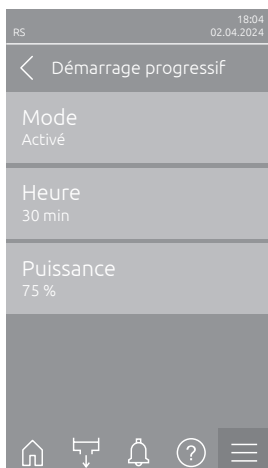 18:04
RS 02.04.2024
Démarrage progressif
Mode
Activé
Heure
30 min
Puissance
75 %
?